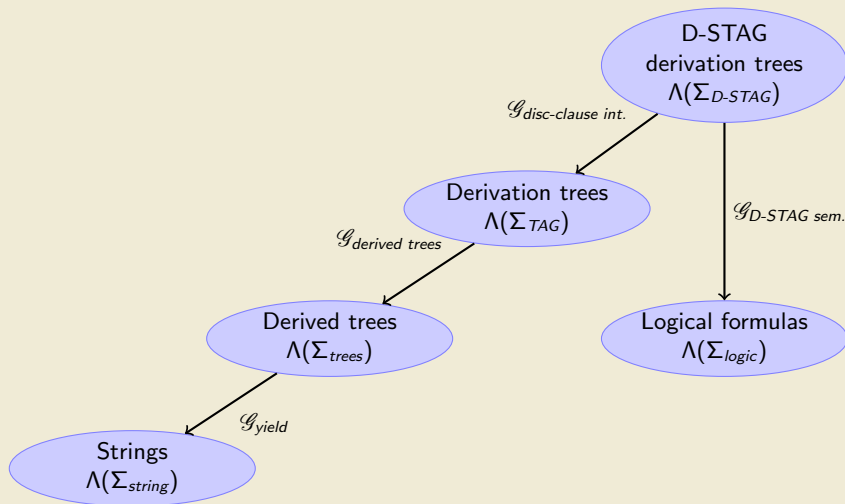 D-STAG
derivation trees
Λ(Σ_D-STAG)
𝒢_disc-clause int.
Derivation trees
Λ(Σ_TAG)
𝒢_D-STAG sem.
𝒢_derived trees
Derived trees
Λ(Σ_trees)
Logical formulas
Λ(Σ_logic)
𝒢_yield
Strings
Λ(Σ_string)